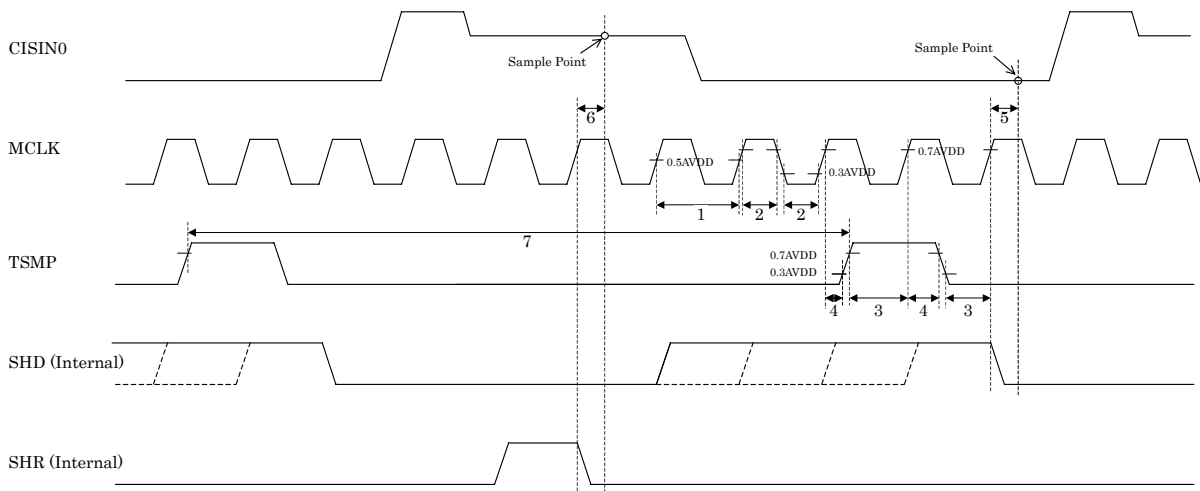 CISIN0
Sample Point
Sample Point
6
5
MCLK
0.5AVDD
0.7AVDD
0.3AVDD
1
2
2
7
TSMP
0.7AVDD
0.3AVDD
4
3
4
3
SHD (Internal)
SHR (Internal)